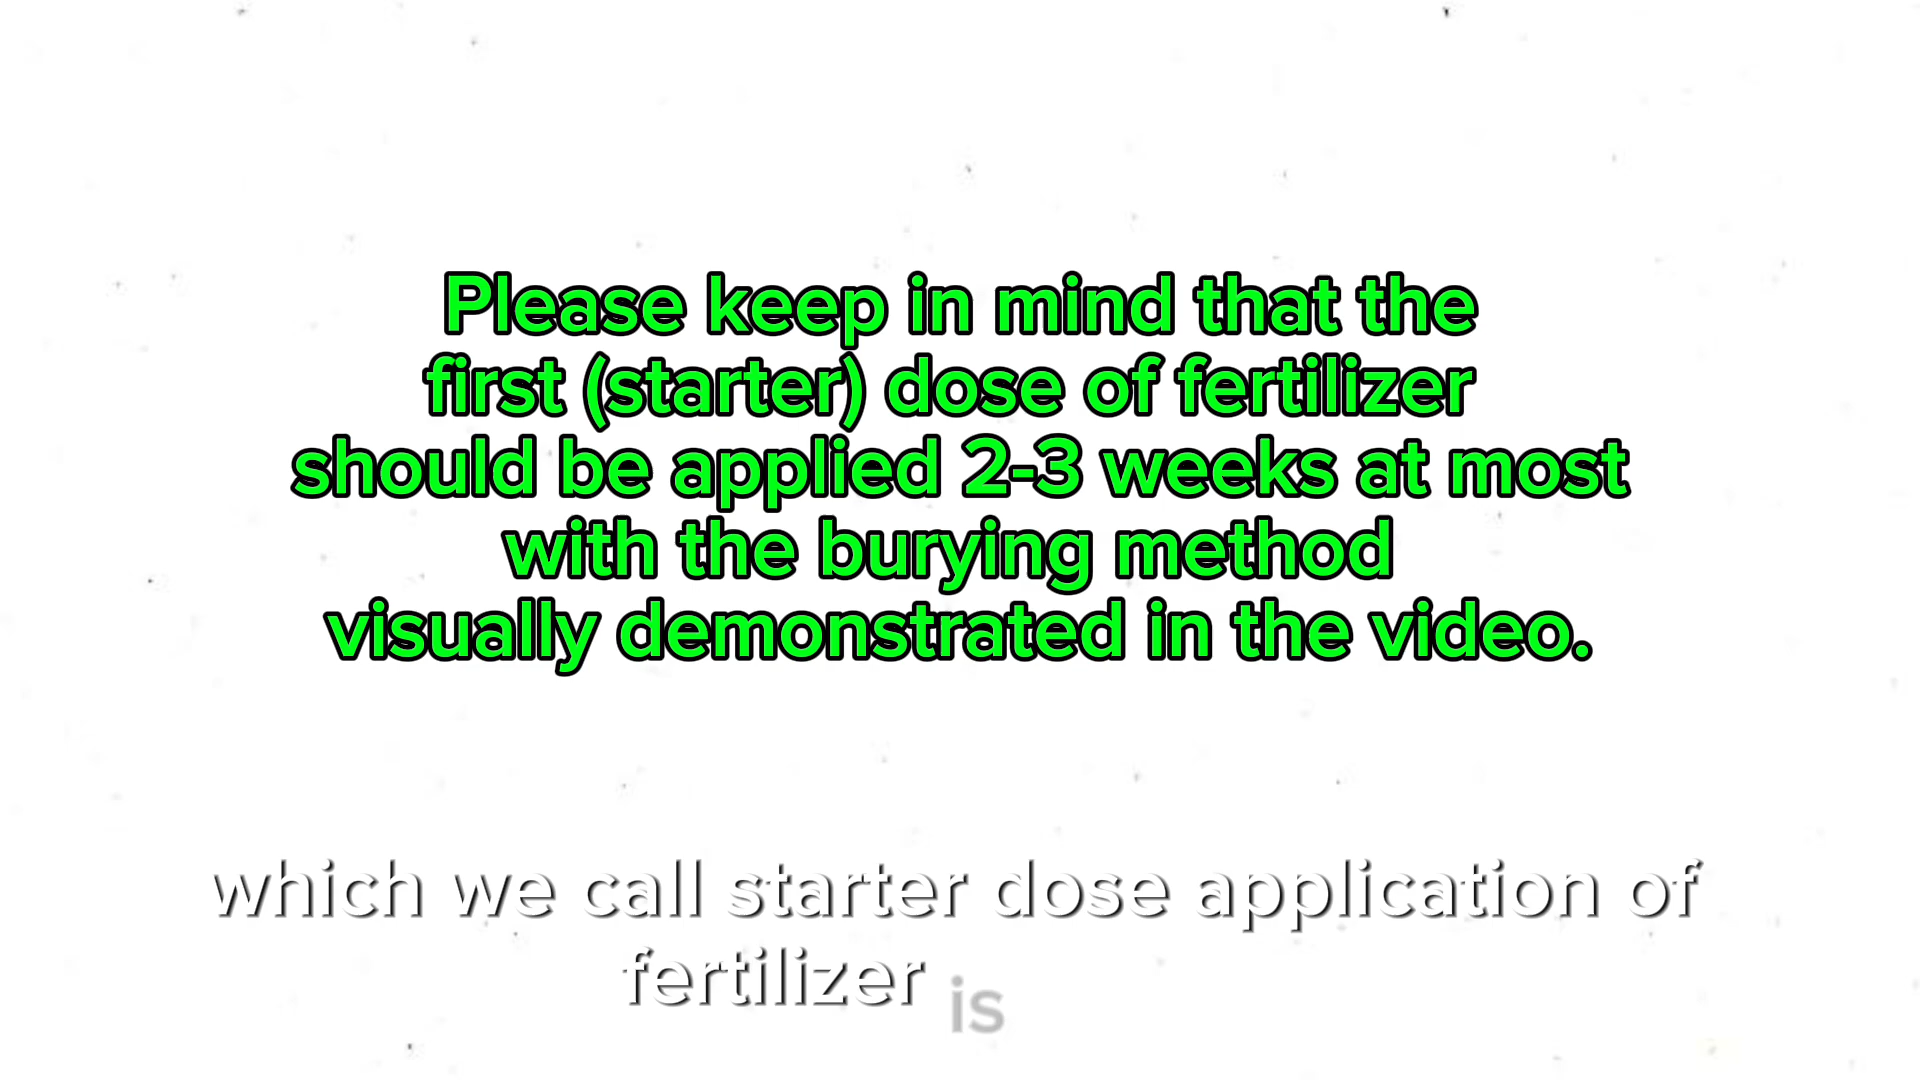 Please keep in mind that the
first (starter) dose of fertilizer
should be applied 2-3 weeks at most
with the burying method
visually demonstrated in the video.
which we call starter dose application of
fertilizer is